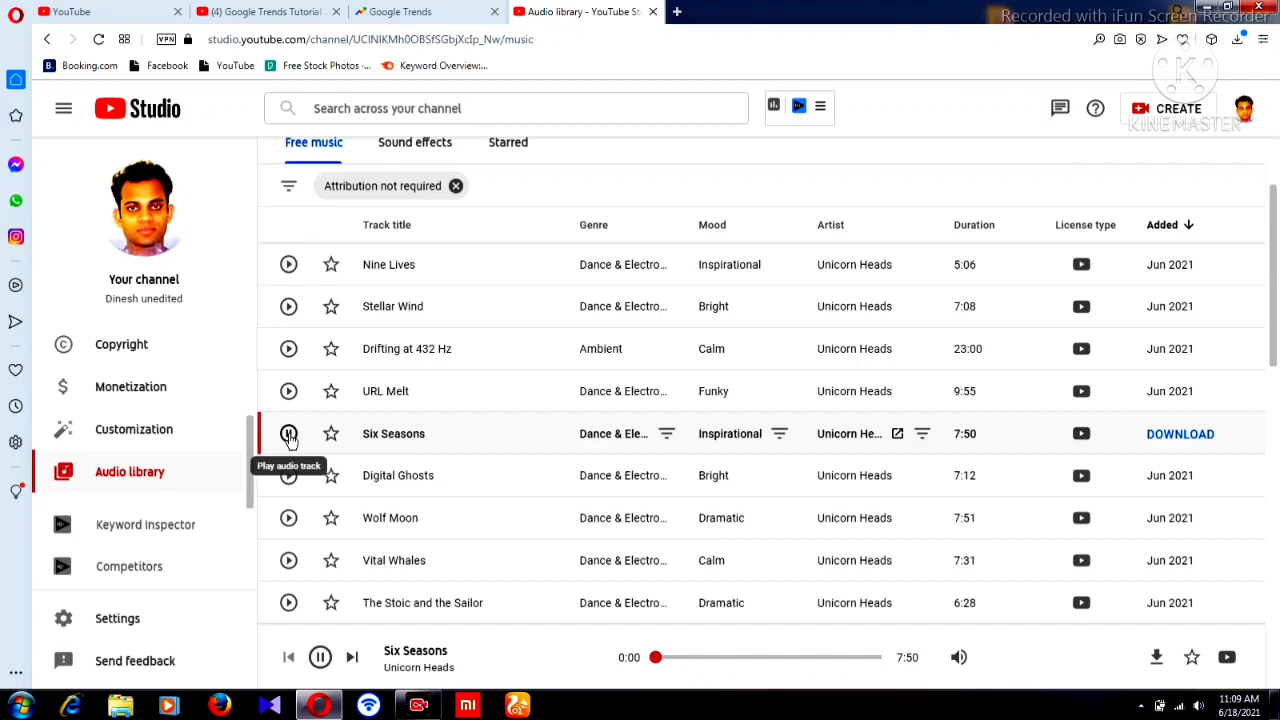 YouTube
(4) Google Trends Tutorial
Google Trends
Audio library - YouTube St
Recorded with iFun Screen Recorder
VPN
studio.youtube.com/channel/UClNIKMh0OBSfSGbjXcIp_Nw/music
Booking.com
Facebook
YouTube
Free Stock Photos -...
Keyword Overview:...
Studio
Search across your channel
CREATE
K
KINEMASTER
Free music
Sound effects
Starred
Attribution not required
Track title Genre Mood Artist Duration License type Added
Nine Lives Dance & Electro... Inspirational Unicorn Heads 5:06 Jun 2021
Stellar Wind Dance & Electro... Bright Unicorn Heads 7:08 Jun 2021
Drifting at 432 Hz Ambient Calm Unicorn Heads 23:00 Jun 2021
URL Melt Dance & Electro... Funky Unicorn Heads 9:55 Jun 2021
Six Seasons Dance & Ele... Inspirational Unicorn He... 7:50 DOWNLOAD
Play audio track
Digital Ghosts Dance & Electro... Bright Unicorn Heads 7:12 Jun 2021
Wolf Moon Dance & Electro... Dramatic Unicorn Heads 7:51 Jun 2021
Vital Whales Dance & Electro... Calm Unicorn Heads 7:31 Jun 2021
The Stoic and the Sailor Dance & Electro... Dramatic Unicorn Heads 6:28 Jun 2021
Your channel
Dinesh unedited
Copyright
Monetization
Customization
Audio library
Keyword Inspector
Competitors
Settings
Send feedback
Six Seasons
Unicorn Heads
0:00
7:50
11:09 AM
6/18/2021